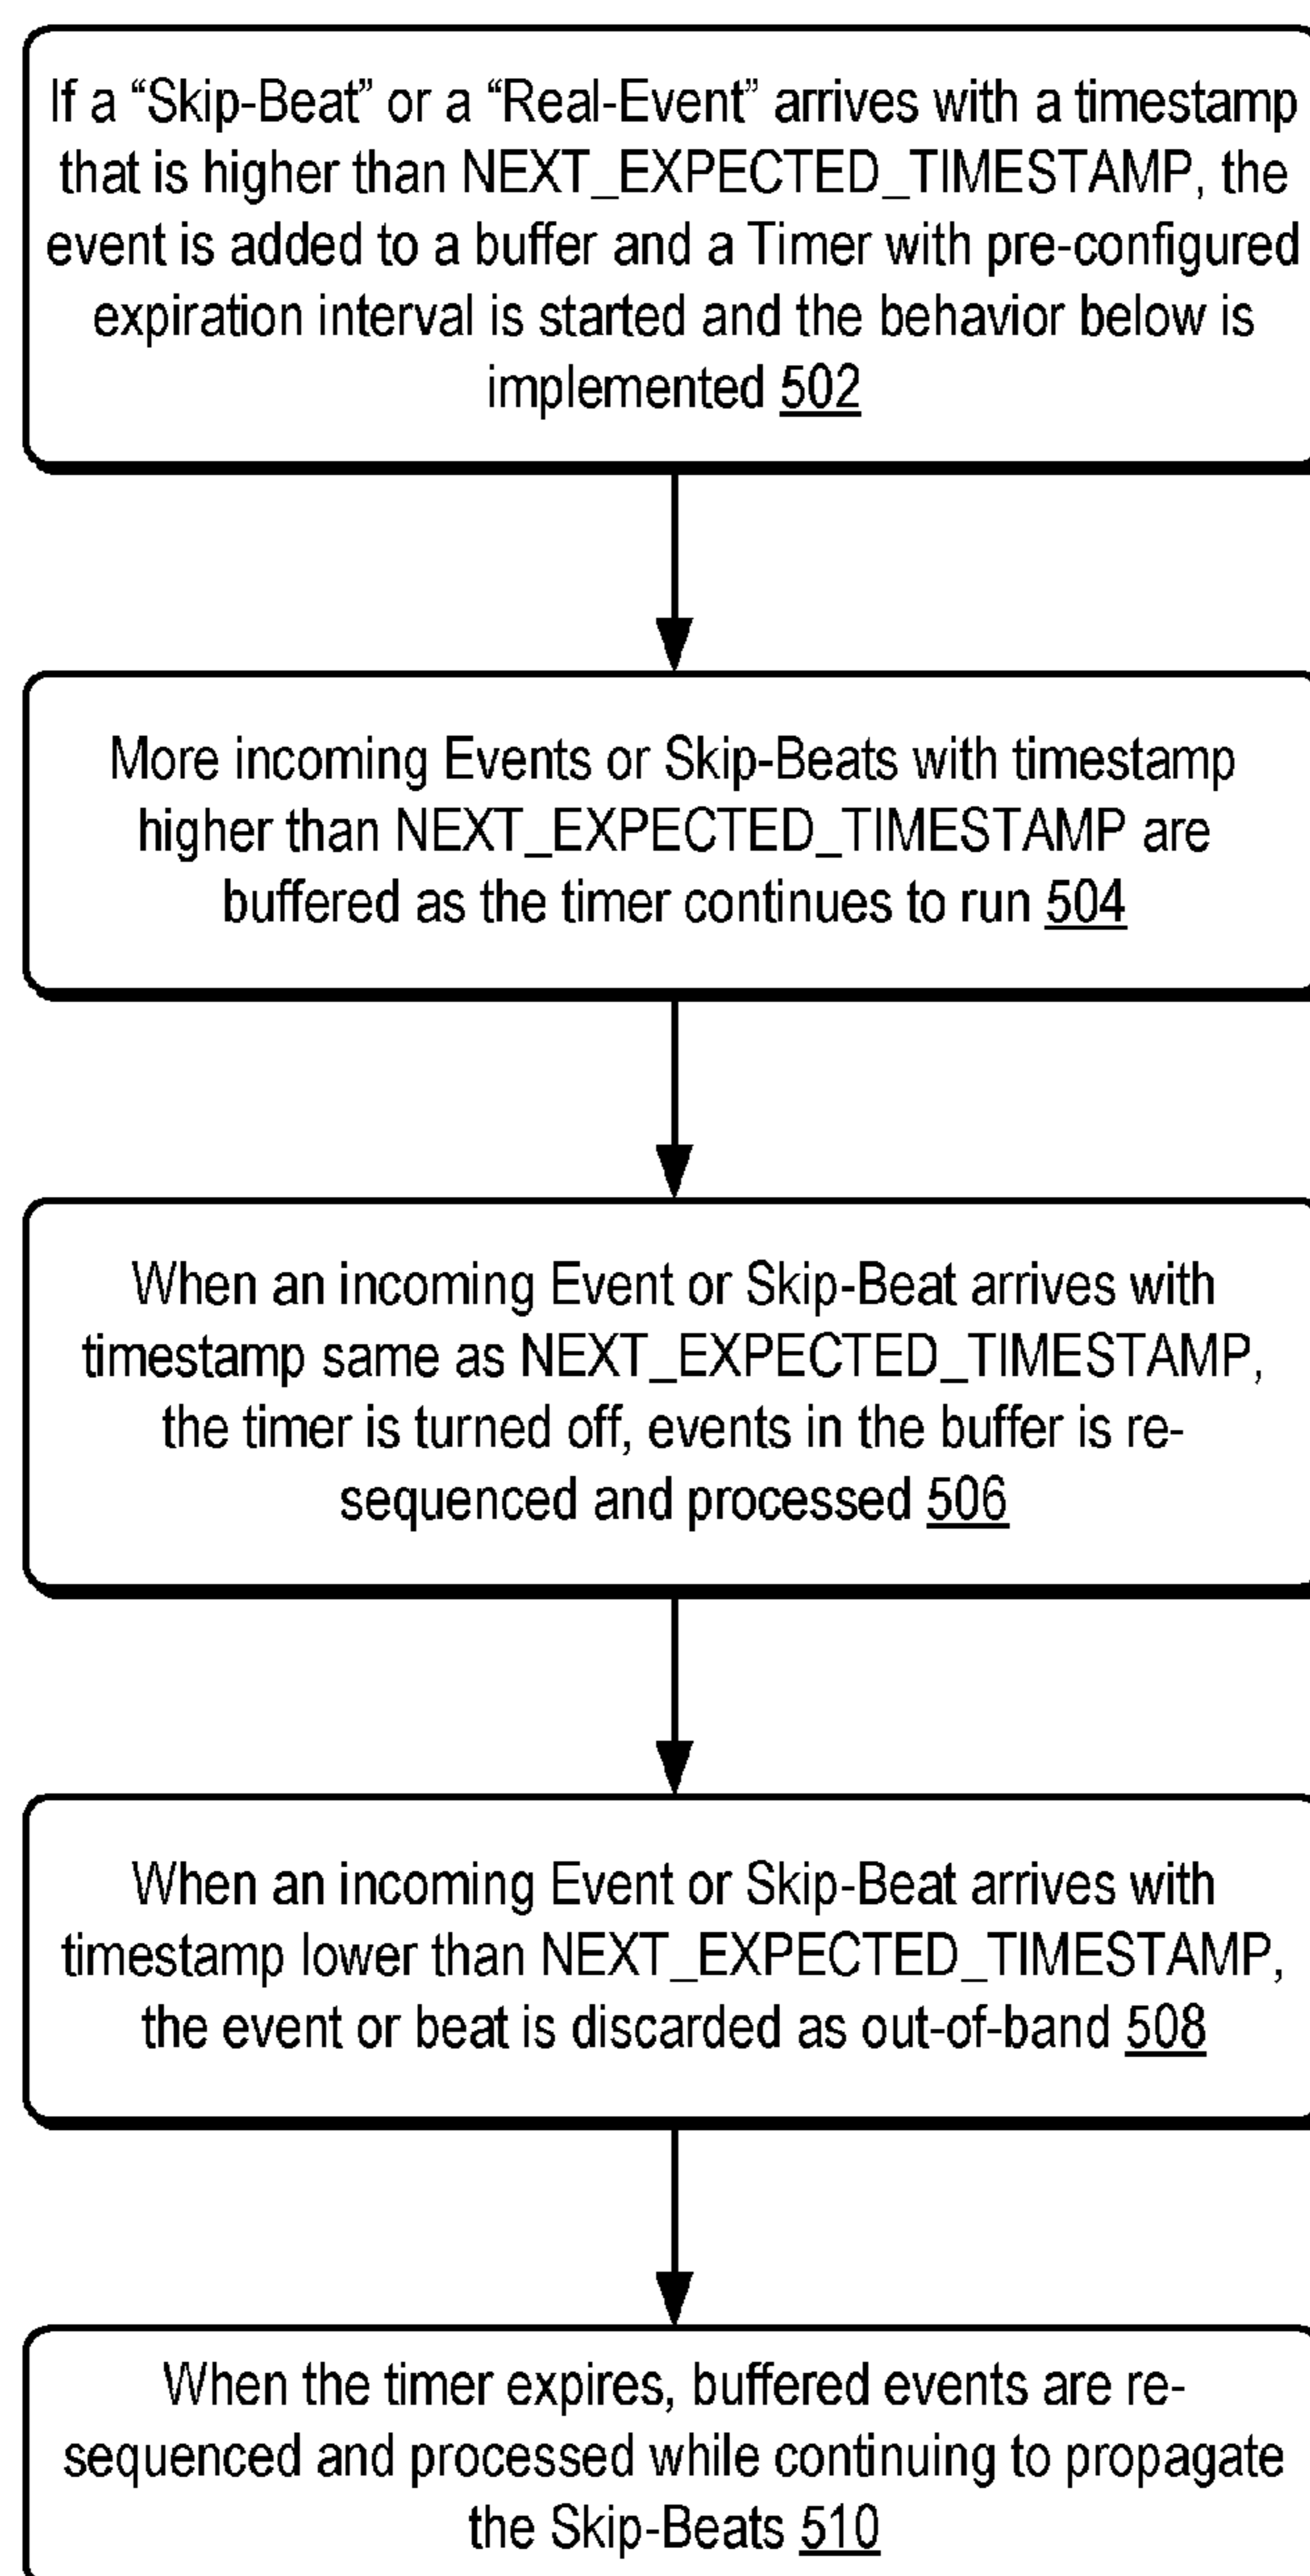 If a “Skip-Beat” or a “Real-Event” arrives with a timestamp
that is higher than NEXT_EXPECTED_TIMESTAMP, the
event is added to a buffer and a Timer with pre-configured
expiration interval is started and the behavior below is
implemented 502
More incoming Events or Skip-Beats with timestamp
higher than NEXT_EXPECTED_TIMESTAMP are
buffered as the timer continues to run 504
When an incoming Event or Skip-Beat arrives with
timestamp same as NEXT_EXPECTED_TIMESTAMP,
the timer is turned off, events in the buffer is re-
sequenced and processed 506
When an incoming Event or Skip-Beat arrives with
timestamp lower than NEXT_EXPECTED_TIMESTAMP,
the event or beat is discarded as out-of-band 508
When the timer expires, buffered events are re-
sequenced and processed while continuing to propagate
the Skip-Beats 510